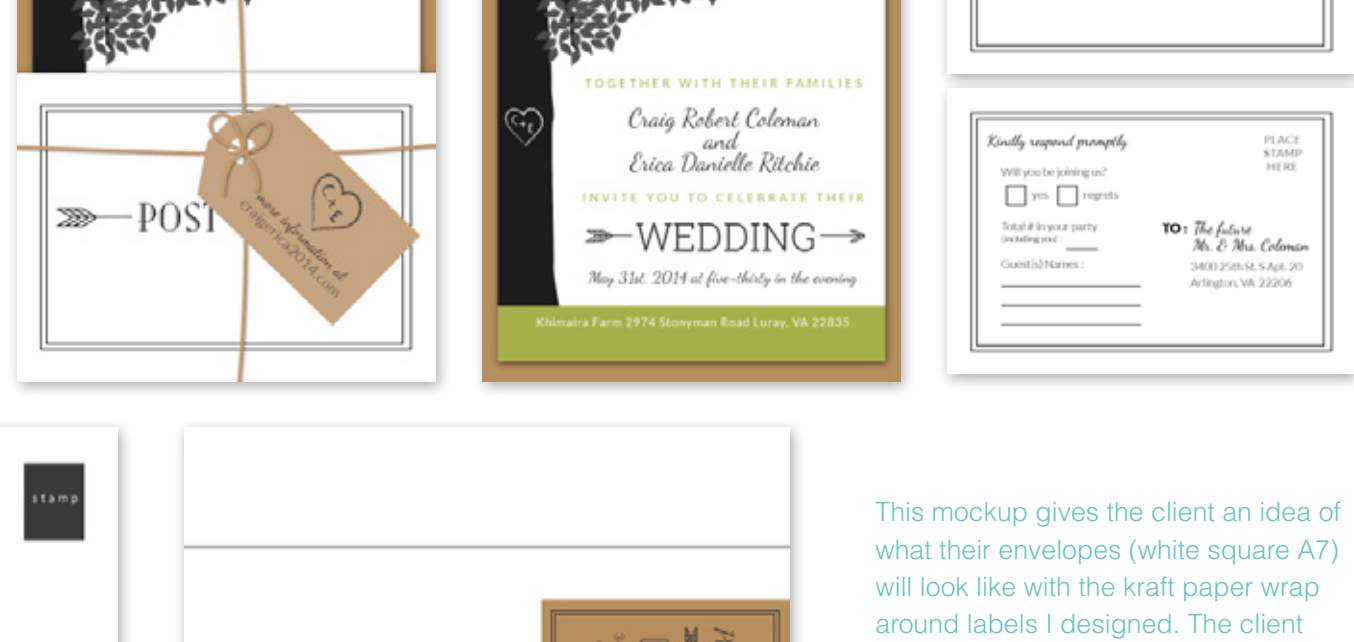 POST
C+E
more information at
craigerica2014.com
C+E
TOGETHER WITH THEIR FAMILIES
Craig Robert Coleman
and
Erica Danielle Ritchie
INVITE YOU TO CELEBRATE THEIR
WEDDING
May 31st, 2014 at five-thirty in the evening
Khimaira Farm 2974 Stonyman Road Luray, VA 22835
Kindly respond promptly
PLACE
STAMP
HERE
Will you be joining us?
yes regrets
Total # in your party
(including you) :
Guest(s) Names :
TO : The future
Mr. & Mrs. Coleman
3400 25th St. S Apt. 20
Arlington, VA 22206
stamp
This mockup gives the client an idea of
what their envelopes (white square A7)
will look like with the kraft paper wrap
around labels I designed. The client